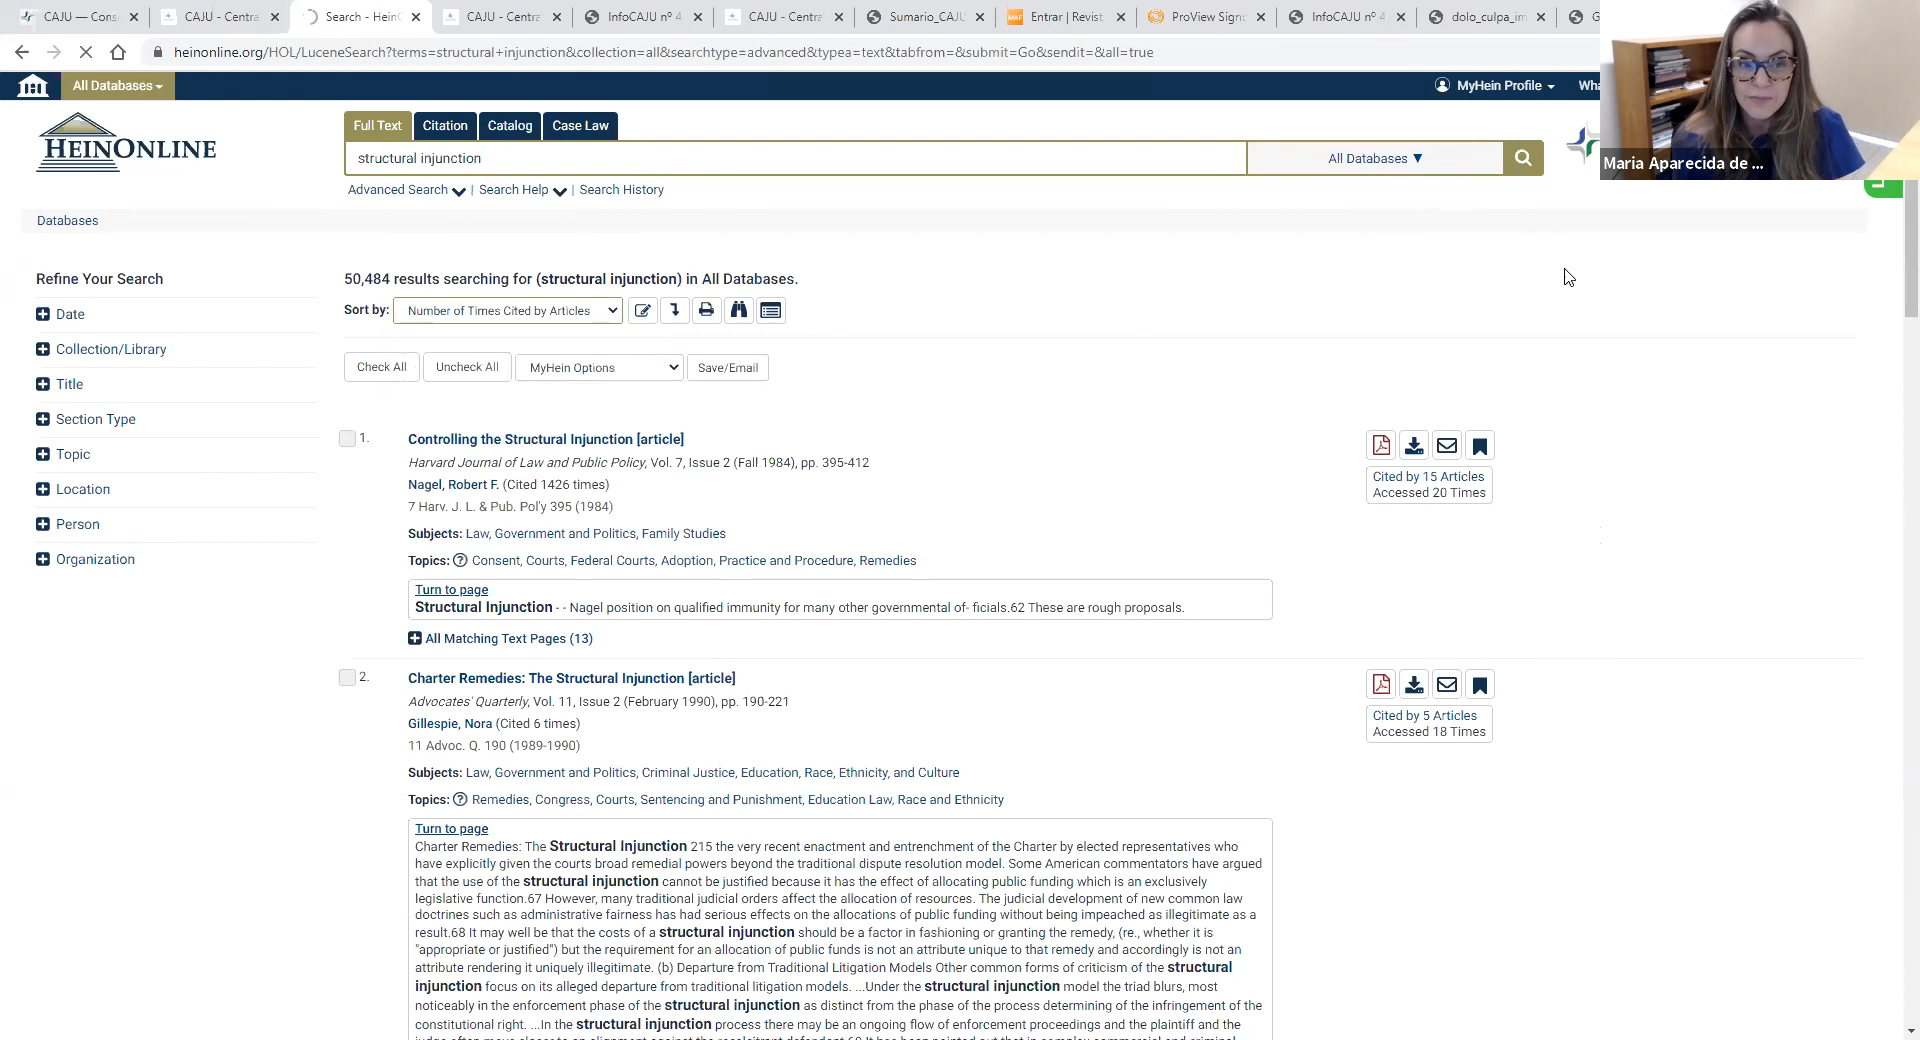 CAJU — Cons
CAJU - Centra
Search - HeinO
CAJU - Centra
InfoCAJU nº 4
CAJU - Centra
Sumario_CAJU
Entrar | Revist
ProView Sign
InfoCAJU nº 4
dolo_culpa_im
G
heinonline.org/HOL/LuceneSearch?terms=structural+injunction&collection=all&searchtype=advanced&typea=text&tabfrom=&submit=Go&sendit=&all=true
All Databases
MyHein Profile
Wha
HEINONLINE
Full Text
Citation
Catalog
Case Law
structural injunction
All Databases ▼
Advanced Search | Search Help | Search History
Maria Aparecida de ...
Databases
Refine Your Search
Date
Collection/Library
Title
Section Type
Topic
Location
Person
Organization
50,484 results searching for (structural injunction) in All Databases.
Sort by: Number of Times Cited by Articles
Check All
Uncheck All
MyHein Options
Save/Email
1. Controlling the Structural Injunction [article]
Harvard Journal of Law and Public Policy, Vol. 7, Issue 2 (Fall 1984), pp. 395-412
Nagel, Robert F. (Cited 1426 times)
7 Harv. J. L. & Pub. Pol'y 395 (1984)
Subjects: Law, Government and Politics, Family Studies
Topics: Consent, Courts, Federal Courts, Adoption, Practice and Procedure, Remedies
Turn to page
Structural Injunction - - Nagel position on qualified immunity for many other governmental of- ficials.62 These are rough proposals.
All Matching Text Pages (13)
Cited by 15 Articles
Accessed 20 Times
2. Charter Remedies: The Structural Injunction [article]
Advocates' Quarterly, Vol. 11, Issue 2 (February 1990), pp. 190-221
Gillespie, Nora (Cited 6 times)
11 Advoc. Q. 190 (1989-1990)
Subjects: Law, Government and Politics, Criminal Justice, Education, Race, Ethnicity, and Culture
Topics: Remedies, Congress, Courts, Sentencing and Punishment, Education Law, Race and Ethnicity
Cited by 5 Articles
Accessed 18 Times
Turn to page
Charter Remedies: The Structural Injunction 215 the very recent enactment and entrenchment of the Charter by elected representatives who
have explicitly given the courts broad remedial powers beyond the traditional dispute resolution model. Some American commentators have argued
that the use of the structural injunction cannot be justified because it has the effect of allocating public funding which is an exclusively
legislative function.67 However, many traditional judicial orders affect the allocation of resources. The judicial development of new common law
doctrines such as administrative fairness has had serious effects on the allocations of public funding without being impeached as illegitimate as a
result.68 It may well be that the costs of a structural injunction should be a factor in fashioning or granting the remedy, (re., whether it is
"appropriate or justified") but the requirement for an allocation of public funds is not an attribute unique to that remedy and accordingly is not an
attribute rendering it uniquely illegitimate. (b) Departure from Traditional Litigation Models Other common forms of criticism of the structural
injunction focus on its alleged departure from traditional litigation models. ...Under the structural injunction model the triad blurs, most
noticeably in the enforcement phase of the structural injunction as distinct from the phase of the process determining of the infringement of the
constitutional right. ...In the structural injunction process there may be an ongoing flow of enforcement proceedings and the plaintiff and the